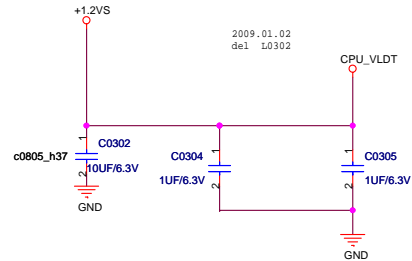 +1.2VS
2009.01.02
del L0302
CPU_VLDT
1
C0302
c0805_h37
10UF/6.3V
2
GND
1
C0304
1UF/6.3V
2
1
C0305
1UF/6.3V
2
GND